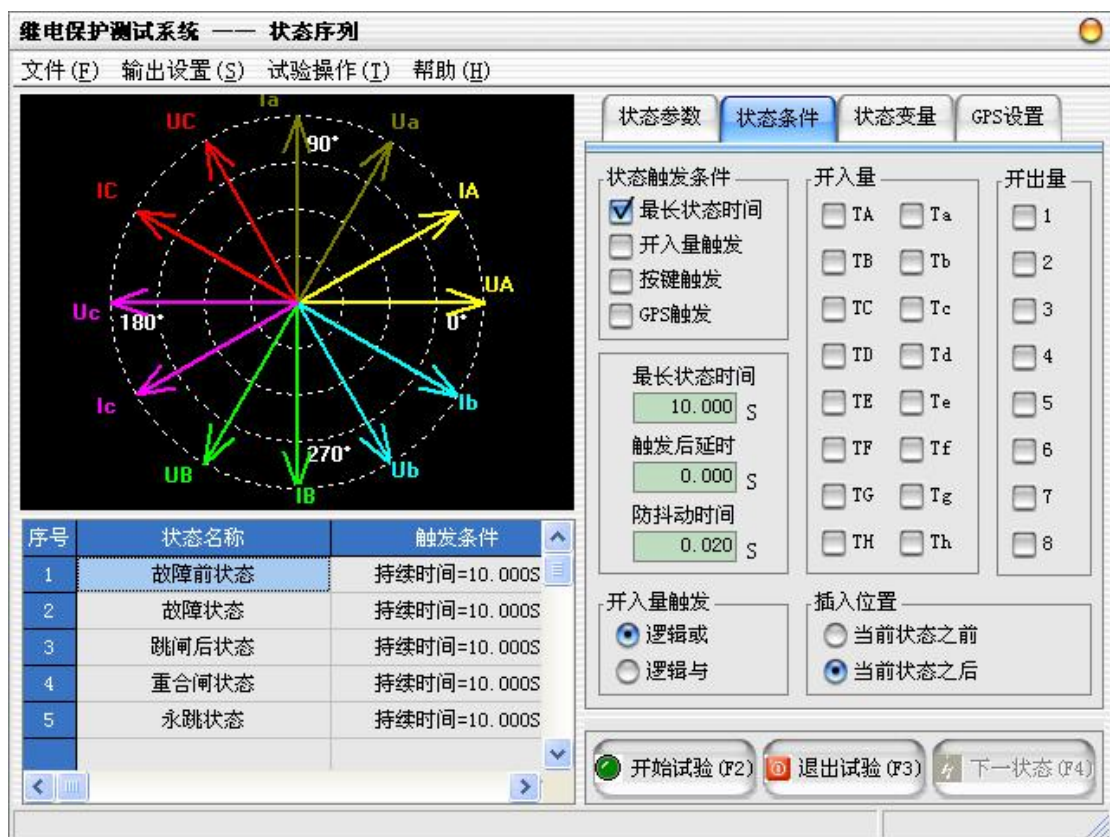 继电保护测试系统 —— 状态序列
文件(F) 输出设置(S) 试验操作(T) 帮助(H)
Ia
UC
Ua
90°
IC
IA
UA
Uc
180°
0°
Ic
Ib
270°
UB
Ub
IB
序号 状态名称 触发条件
1 故障前状态 持续时间=10.000S
2 故障状态 持续时间=10.000S
3 跳闸后状态 持续时间=10.000S
4 重合闸状态 持续时间=10.000S
5 永跳状态 持续时间=10.000S
状态参数 状态条件 状态变量 GPS设置
状态触发条件
最长状态时间
开入量触发
按键触发
GPS触发
最长状态时间
10.000 S
触发后延时
0.000 S
防抖动时间
0.020 S
开入量
TA Ta
TB Tb
TC Tc
TD Td
TE Te
TF Tf
TG Tg
TH Th
开出量
1
2
3
4
5
6
7
8
开入量触发
逻辑或
逻辑与
插入位置
当前状态之前
当前状态之后
开始试验(F2) 退出试验(F3) 下一状态(F4)